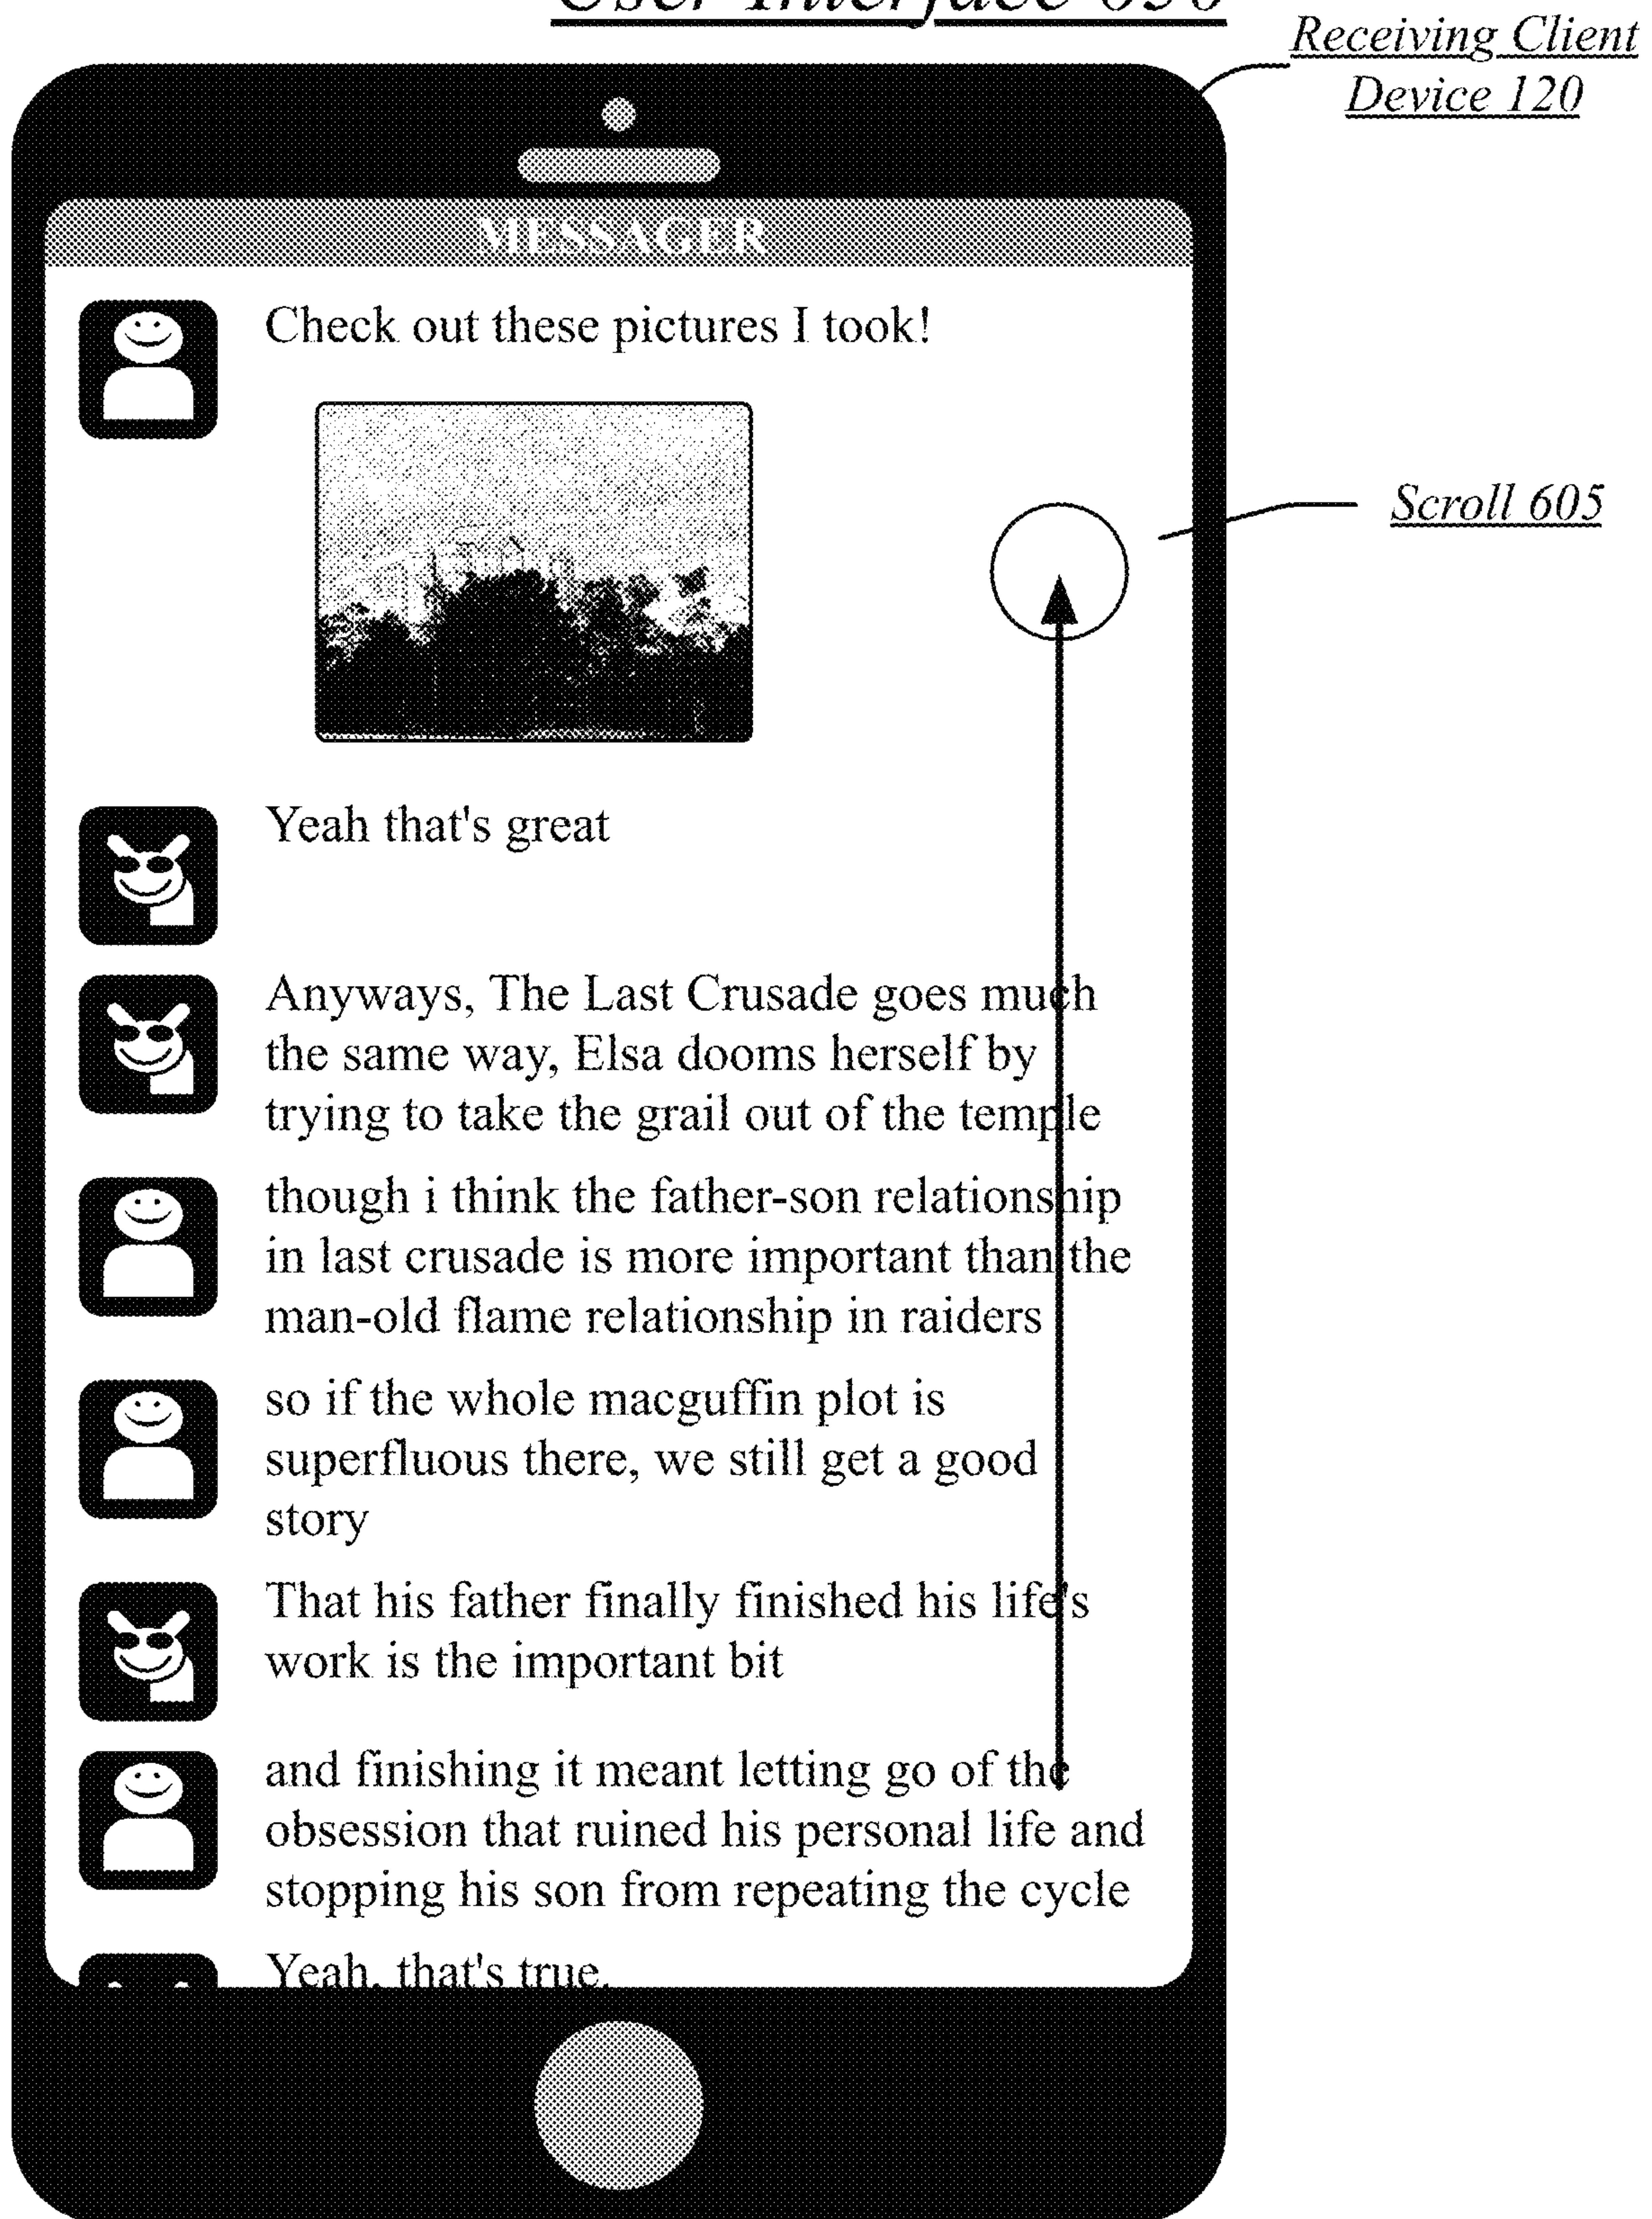 User Interface 650
Receiving Client
Device 120
MESSAGER
Check out these pictures I took!
Scroll 605
Yeah that's great
Anyways, The Last Crusade goes much
the same way, Elsa dooms herself by
trying to take the grail out of the temple
though i think the father-son relationship
in last crusade is more important than the
man-old flame relationship in raiders
so if the whole macguffin plot is
superfluous there, we still get a good
story
That his father finally finished his life's
work is the important bit
and finishing it meant letting go of the
obsession that ruined his personal life and
stopping his son from repeating the cycle
Yeah, that's true.